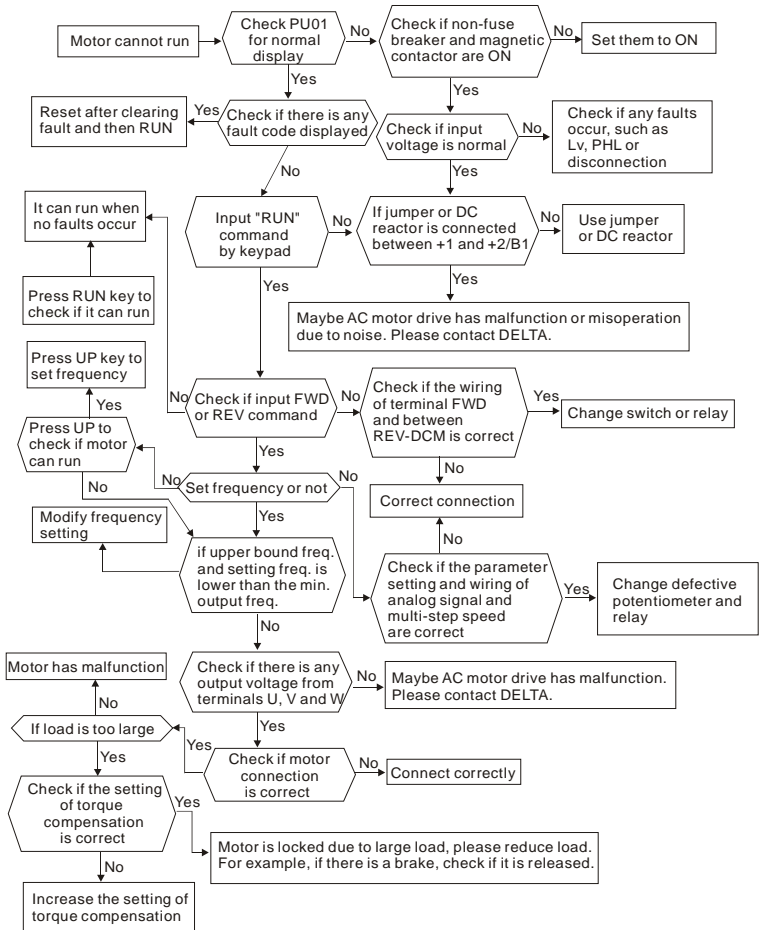 Motor cannot run
Check PU01
for normal
display
No
Check if non-fuse
breaker and magnetic
contactor are ON
No
Set them to ON
Yes
Yes
Reset after clearing
fault and then RUN
Yes
Check if there is any
fault code displayed
Check if input
voltage is normal
No
Check if any faults
occur, such as
Lv, PHL or
disconnection
No
Yes
It can run when
no faults occur
Input "RUN"
command
by keypad
No
If jumper or DC
reactor is connected
between +1 and +2/B1
No
Use jumper
or DC reactor
Press RUN key to
check if it can run
Yes
Yes
Maybe AC motor drive has malfunction or misoperation
due to noise. Please contact DELTA.
Press UP key to
set frequency
No
Check if input FWD
or REV command
No
Check if the wiring
of terminal FWD
and between
REV-DCM is correct
Yes
Change switch or relay
Yes
Press UP to
check if motor
can run
Yes
No
No
Set frequency or not
No
Correct connection
No
Yes
No
Modify frequency
setting
if upper bound freq.
and setting freq. is
lower than the min.
output freq.
Check if the parameter
setting and wiring of
analog signal and
multi-step speed
are correct
Yes
Change defective
potentiometer and
relay
No
Motor has malfunction
Check if there is any
output voltage from
terminals U, V and W
No
Maybe AC motor drive has malfunction.
Please contact DELTA.
No
If load is too large
Yes
Yes
Check if motor
connection
is correct
No
Connect correctly
Yes
Check if the setting
of torque
compensation
is correct
Yes
Motor is locked due to large load, please reduce load.
For example, if there is a brake, check if it is released.
No
Increase the setting of
torque compensation